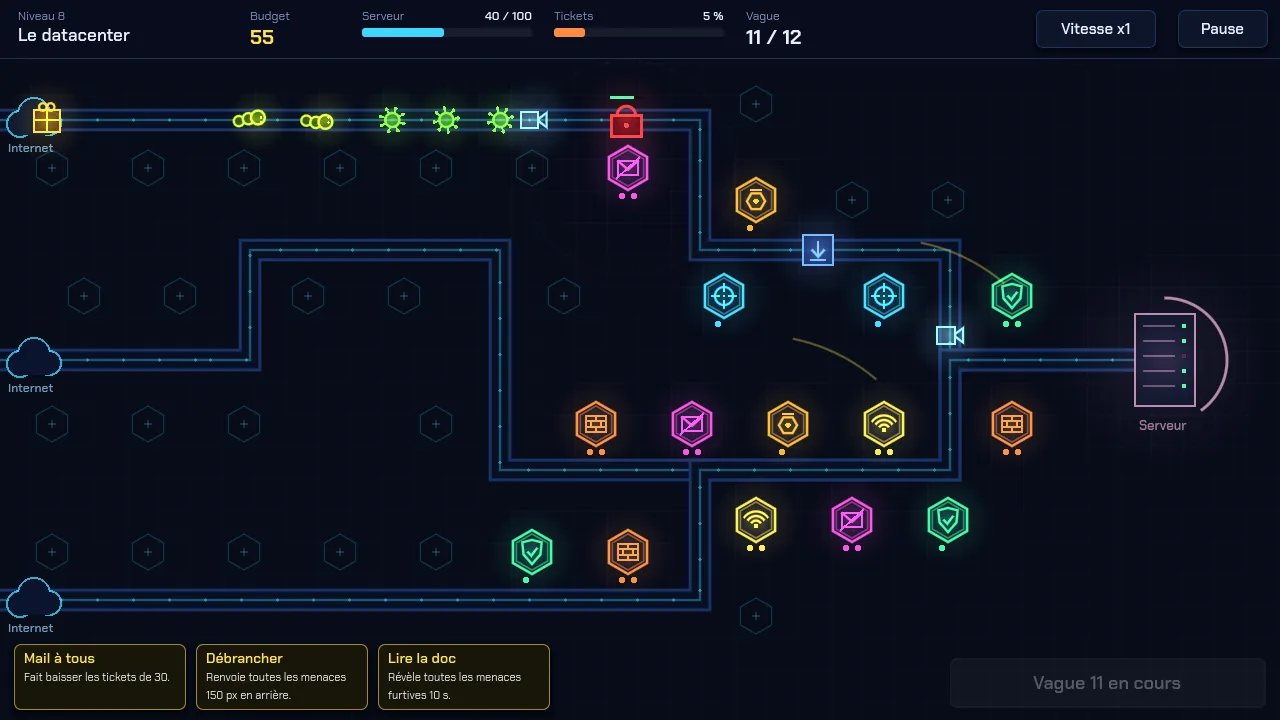 Niveau 8
Le datacenter
Budget
55
Serveur
40 / 100
Tickets
5 %
Vague
11 / 12
Vitesse x1
Pause
Internet
Internet
Serveur
Internet
Mail à tous
Fait baisser les tickets de 30.
Débrancher
Renvoie toutes les menaces
150 px en arrière.
Lire la doc
Révèle toutes les menaces
furtives 10 s.
Vague 11 en cours